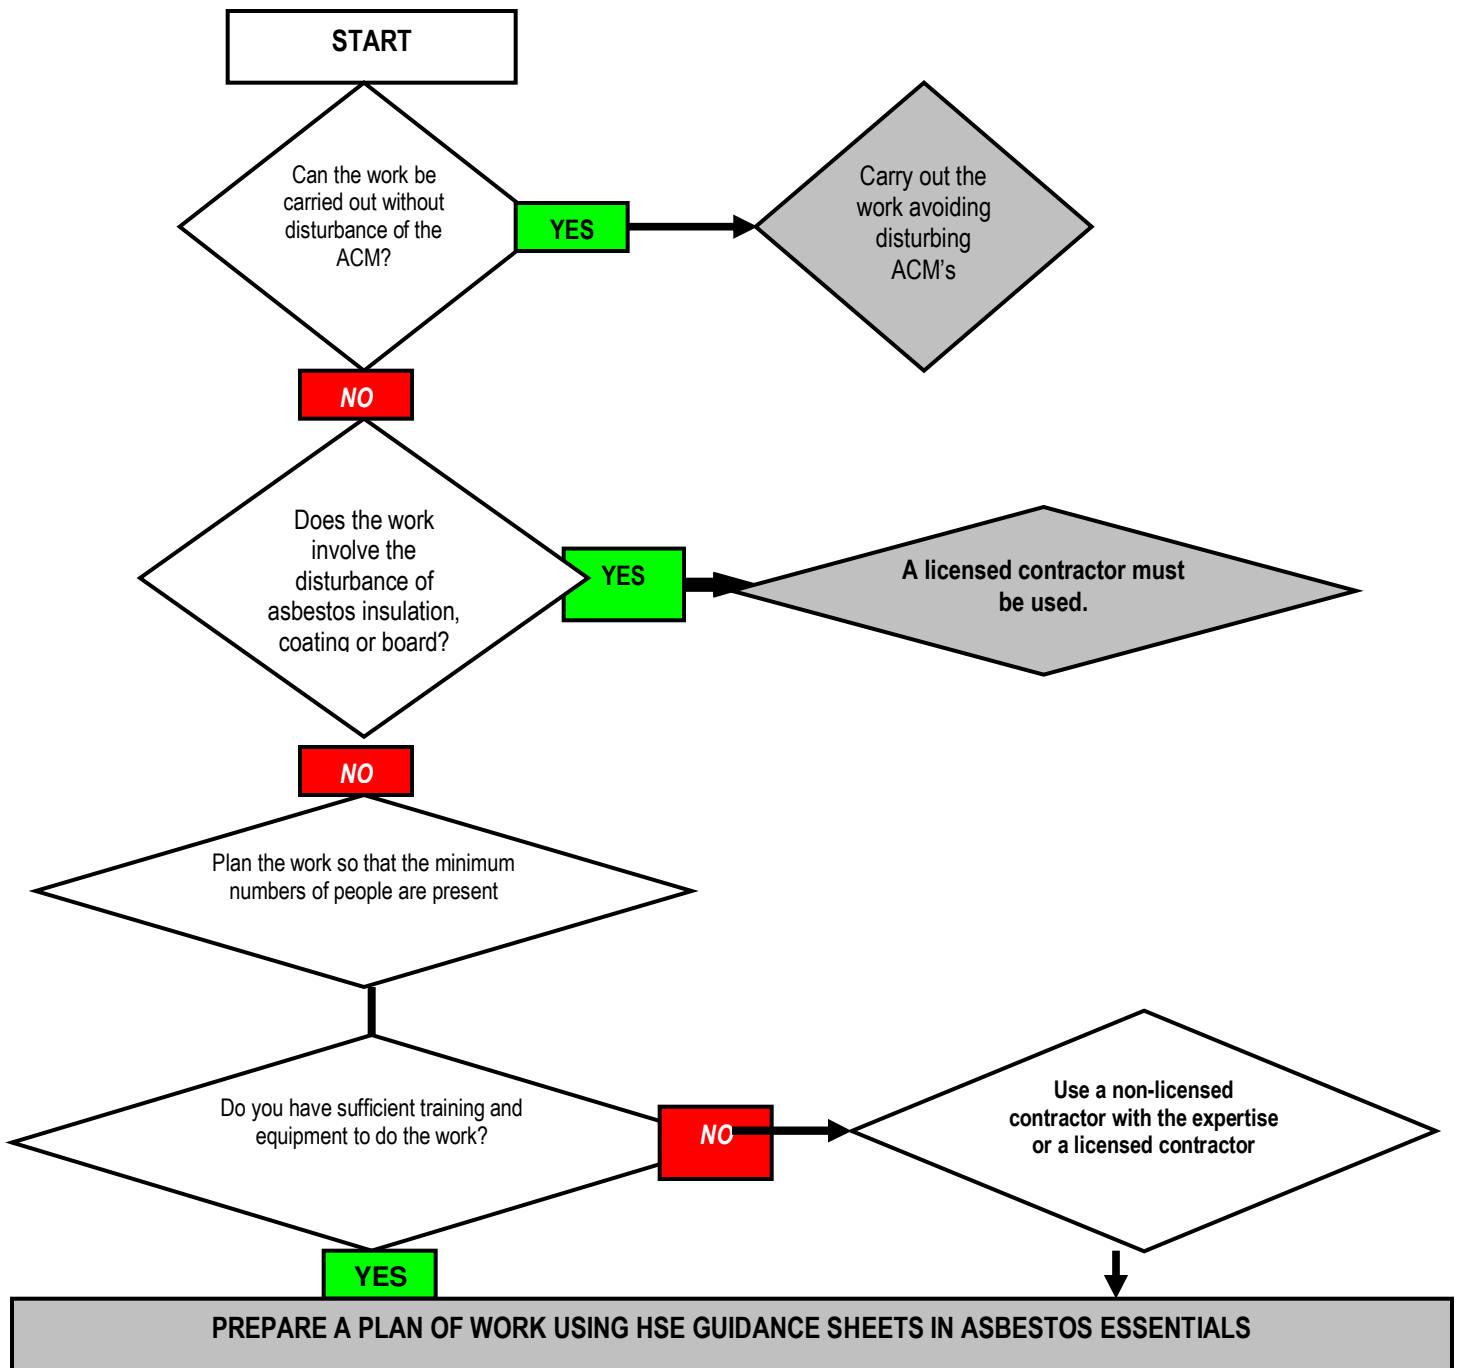 START
Can the work be
carried out without
disturbance of the
ACM?
YES
Carry out the
work avoiding
disturbing
ACM's
NO
Does the work
involve the
disturbance of
asbestos insulation,
coating or board?
YES
A licensed contractor must
be used.
NO
Plan the work so that the minimum
numbers of people are present
Do you have sufficient training and
equipment to do the work?
NO
Use a non-licensed
contractor with the expertise
or a licensed contractor
YES
PREPARE A PLAN OF WORK USING HSE GUIDANCE SHEETS IN ASBESTOS ESSENTIALS